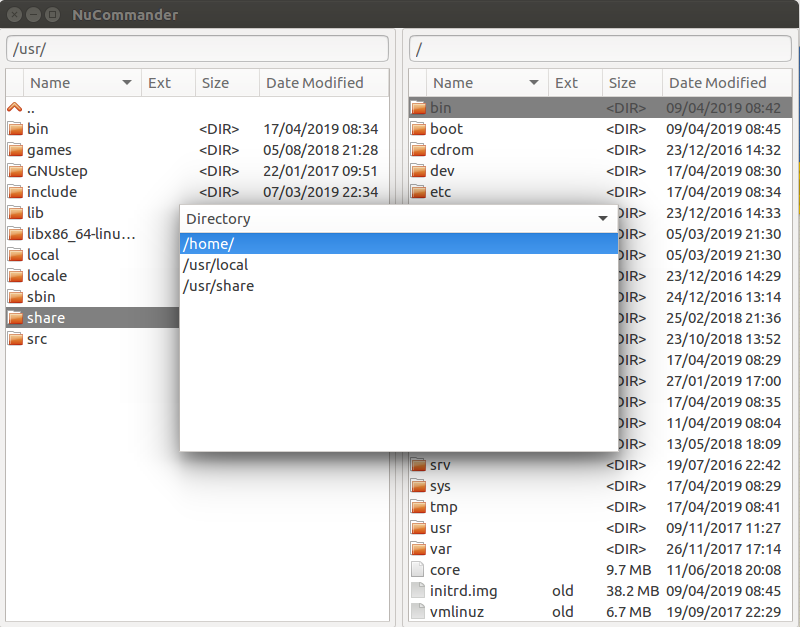 NuCommander
/usr/
Name Ext Size Date Modified
..
bin <DIR> 17/04/2019 08:34
games <DIR> 05/08/2018 21:28
GNUstep <DIR> 22/01/2017 09:51
include <DIR> 07/03/2019 22:34
lib
libx86_64-linu...
local
locale
sbin
share
src
Directory
/home/
/usr/local
/usr/share
/
Name Ext Size Date Modified
bin <DIR> 09/04/2019 08:42
boot <DIR> 09/04/2019 08:45
cdrom <DIR> 23/12/2016 14:32
dev <DIR> 17/04/2019 08:30
etc <DIR> 17/04/2019 08:34
DIR> 23/12/2016 14:33
DIR> 05/03/2019 21:30
DIR> 05/03/2019 21:30
DIR> 23/12/2016 14:29
DIR> 24/12/2016 13:14
DIR> 25/02/2018 21:36
DIR> 23/10/2018 13:52
DIR> 17/04/2019 08:29
DIR> 27/01/2019 17:00
DIR> 17/04/2019 08:35
DIR> 11/04/2019 08:04
DIR> 13/05/2018 18:09
srv <DIR> 19/07/2016 22:42
sys <DIR> 17/04/2019 08:29
tmp <DIR> 17/04/2019 08:41
usr <DIR> 09/11/2017 11:27
var <DIR> 26/11/2017 17:14
core 9.7 MB 11/06/2018 20:08
initrd.img old 38.2 MB 09/04/2019 08:45
vmlinuz old 6.7 MB 19/09/2017 22:29